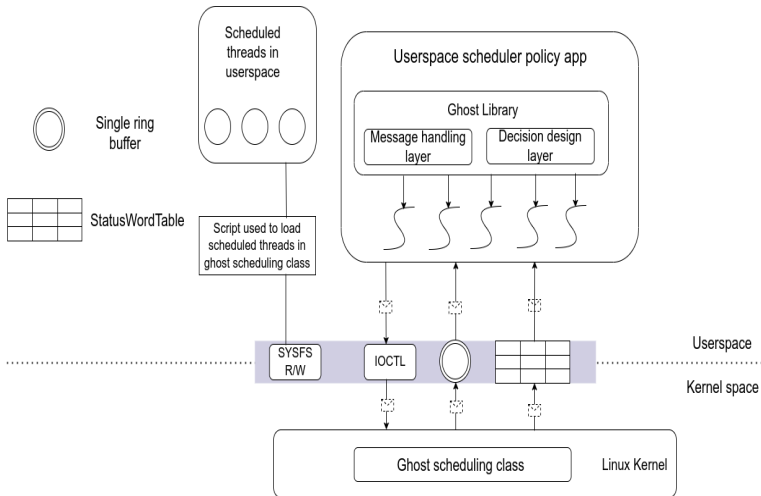 Scheduled
threads in
userspace
Userspace scheduler policy app
Ghost Library
Message handling
layer
Decision design
layer
Single ring
buffer
StatusWordTable
Script used to load
scheduled threads in
ghost scheduling class
SYSFS
R/W
IOCTL
Userspace
Kernel space
Ghost scheduling class
Linux Kernel